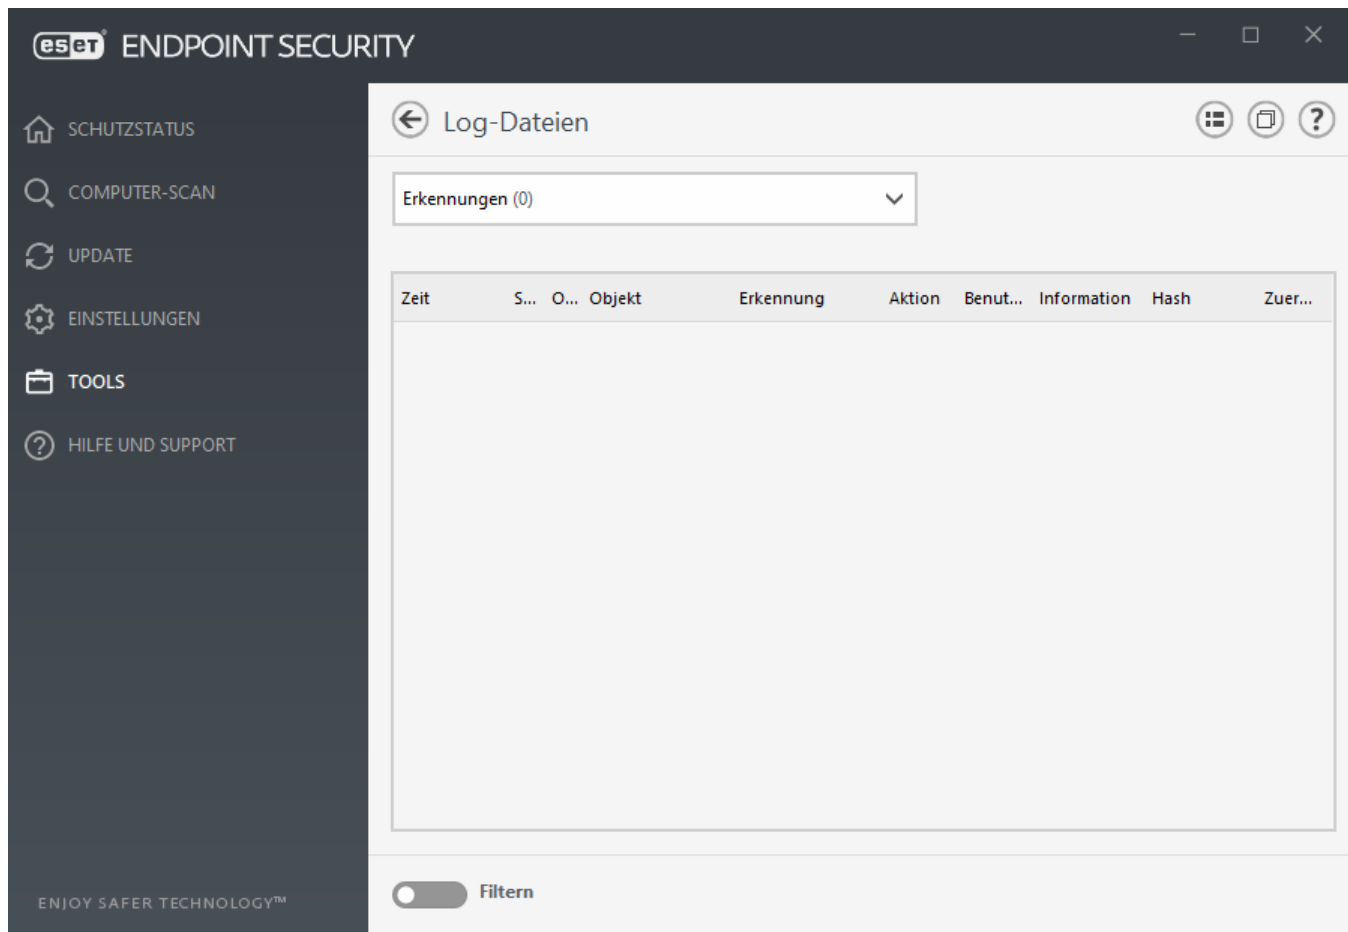 eset ENDPOINT SECURITY
SCHUTZSTATUS
COMPUTER-SCAN
UPDATE
EINSTELLUNGEN
TOOLS
HILFE UND SUPPORT
ENJOY SAFER TECHNOLOGY™
Log-Dateien
?
Erkennungen (0)
Zeit S... O... Objekt Erkennung Aktion Benut... Information Hash Zuer...
Filtern